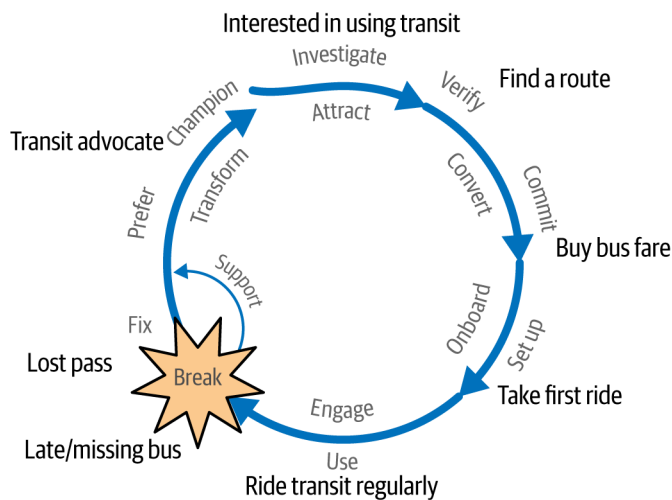 Interested in using transit
Investigate
Attract
Verify
Find a route
Convert
Commit
Buy bus fare
Onboard
Set up
Take first ride
Engage
Use
Ride transit regularly
Late/missing bus
Break
Lost pass
Fix
Support
Prefer
Transform
Transit advocate
Champion